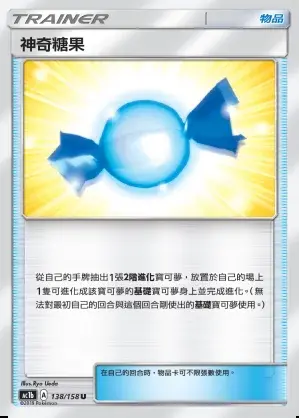 TRAINER 物品
神奇糖果
從自己的手牌抽出1張2階進化寶可夢，放置於自己的場上
1隻可進化成該寶可夢的基礎寶可夢身上並完成進化。（無
法對最初自己的回合與這個回合剛使出的基礎寶可夢使用。）
Illus.Ryo Ueda
AC1b A 138/158 U
©2019 Pokémon
在自己的回合時，物品卡可不限張數使用。